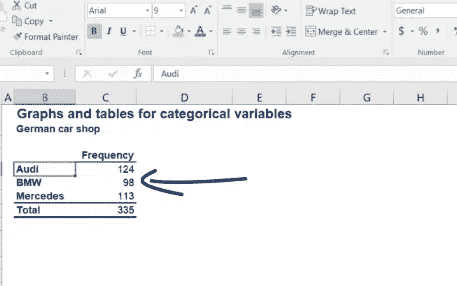 Cut
Arial 9 A A Wrap Text General
Copy
Format Painter B I U A Merge & Center $ % ,
Clipboard Font Alignment Number
fx Audi
A B C D E F G H
Graphs and tables for categorical variables
German car shop
Frequency
Audi 124
BMW 98
Mercedes 113
Total 335